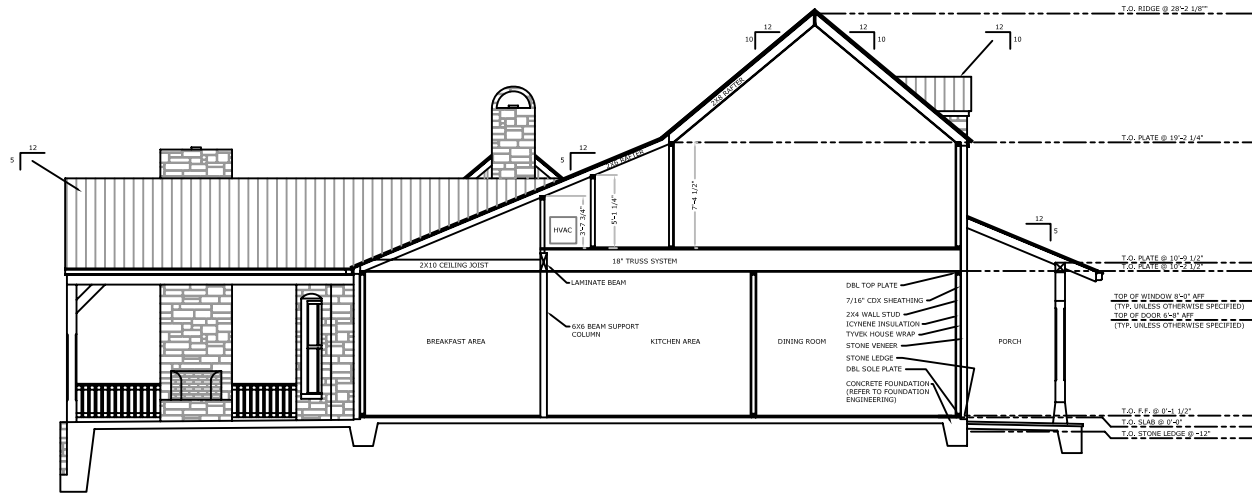 T.O. RIDGE @ 28'-2 1/8""
12
10
12
10
12
10
2X8 RAFTER
T.O. PLATE @ 19'-2 1/4"
12
5
12
5
2X6 RAFTER
7'-4 1/2"
5'-1 1/4"
3'-7 3/4"
HVAC
12
5
2X10 CEILING JOIST
18" TRUSS SYSTEM
T.O. PLATE @ 10'-9 1/2"
T.O. PLATE @ 10'-2 1/2"
LAMINATE BEAM
DBL TOP PLATE
7/16" CDX SHEATHING
2X4 WALL STUD
ICYNENE INSULATION
TYVEK HOUSE WRAP
STONE VENEER
STONE LEDGE
DBL SOLE PLATE
CONCRETE FOUNDATION
(REFER TO FOUNDATION
ENGINEERING)
TOP OF WINDOW 8'-0" AFF
(TYP. UNLESS OTHERWISE SPECIFIED)
TOP OF DOOR 6'-8" AFF
(TYP. UNLESS OTHERWISE SPECIFIED)
6X6 BEAM SUPPORT
COLUMN
BREAKFAST AREA
KITCHEN AREA
DINING ROOM
PORCH
T.O. F.F. @ 0'-1 1/2"
T.O. SLAB @ 0'-0"
T.O. STONE LEDGE @ -12"